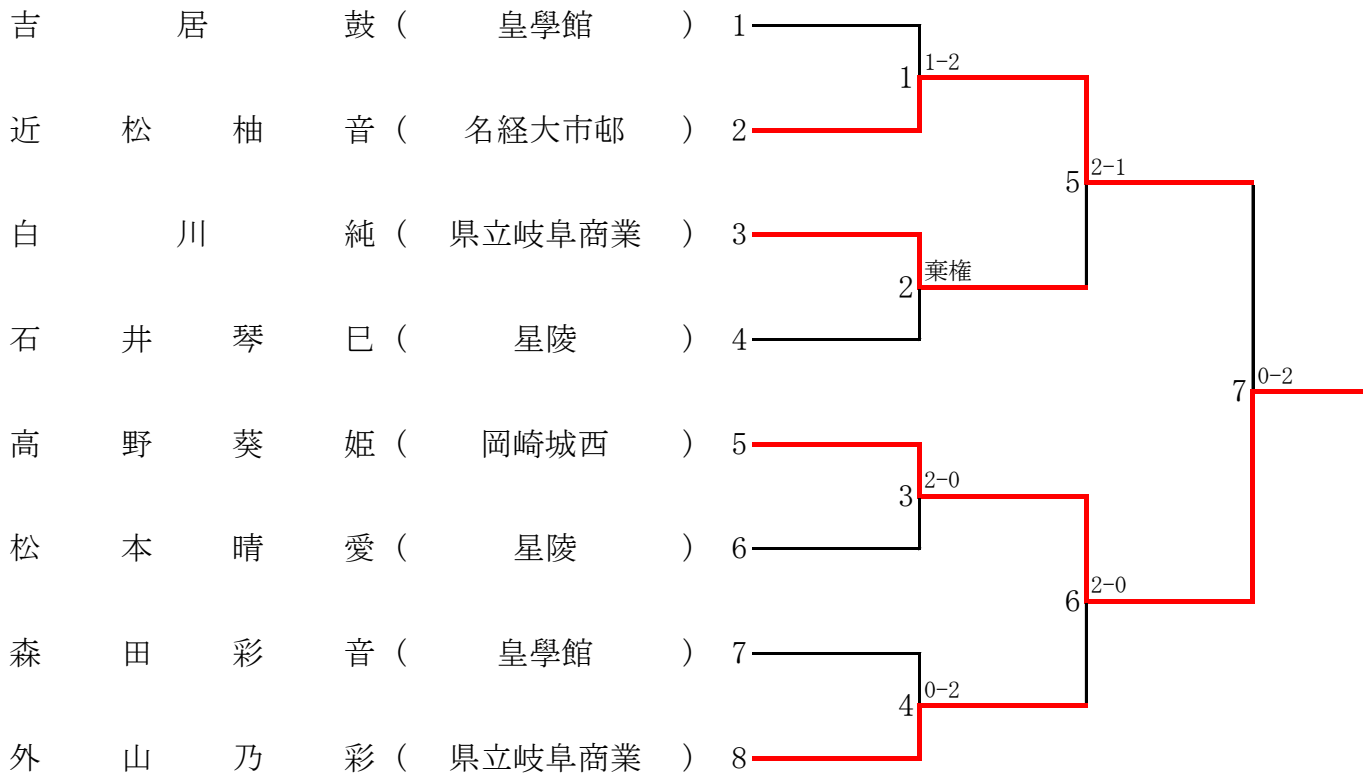 吉居鼓（皇學館）1
1-2
1
近松柚音（名経大市邨）2
2-1
5
白川純（県立岐阜商業）3
棄権
2
石井琴巳（星陵）4
0-2
7
高野葵姫（岡崎城西）5
2-0
3
松本晴愛（星陵）6
2-0
6
森田彩音（皇學館）7
0-2
4
外山乃彩（県立岐阜商業）8